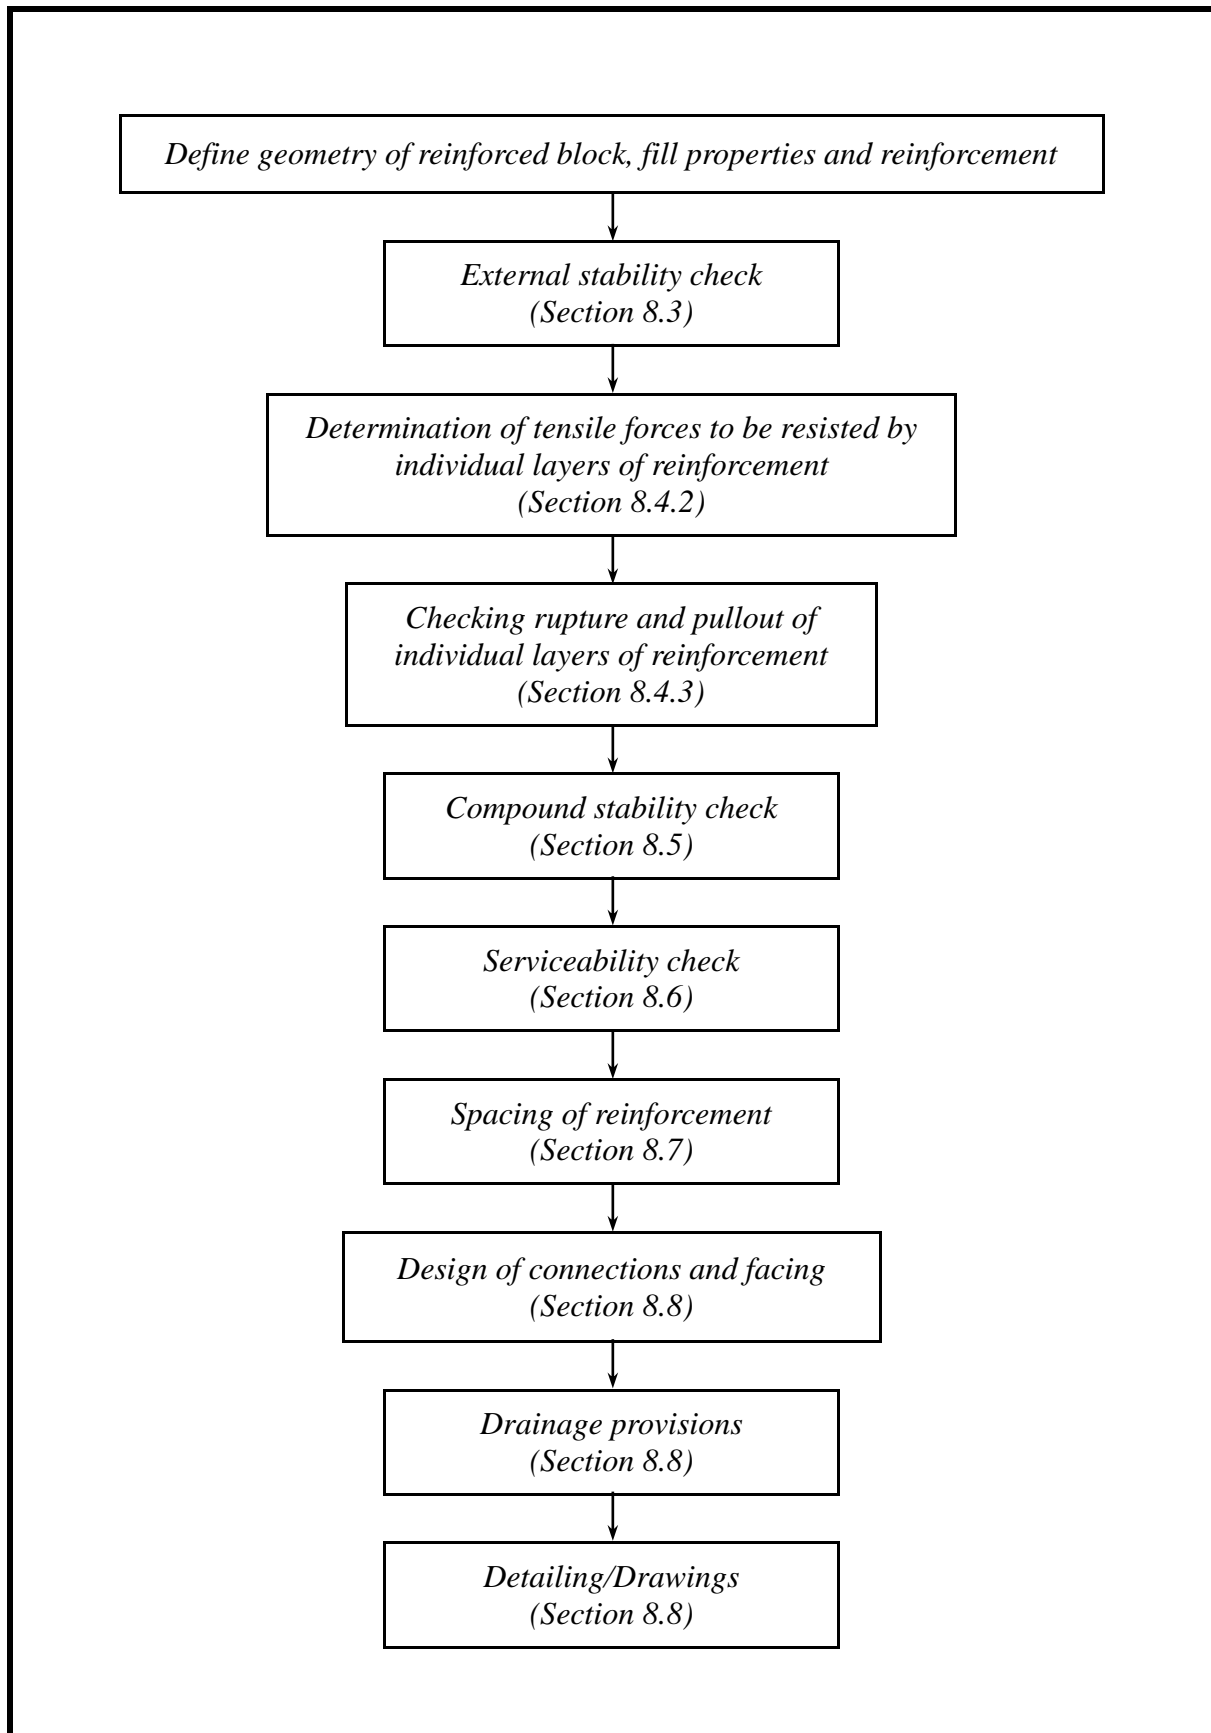 Define geometry of reinforced block, fill properties and reinforcement
External stability check
(Section 8.3)
Determination of tensile forces to be resisted by
individual layers of reinforcement
(Section 8.4.2)
Checking rupture and pullout of
individual layers of reinforcement
(Section 8.4.3)
Compound stability check
(Section 8.5)
Serviceability check
(Section 8.6)
Spacing of reinforcement
(Section 8.7)
Design of connections and facing
(Section 8.8)
Drainage provisions
(Section 8.8)
Detailing/Drawings
(Section 8.8)